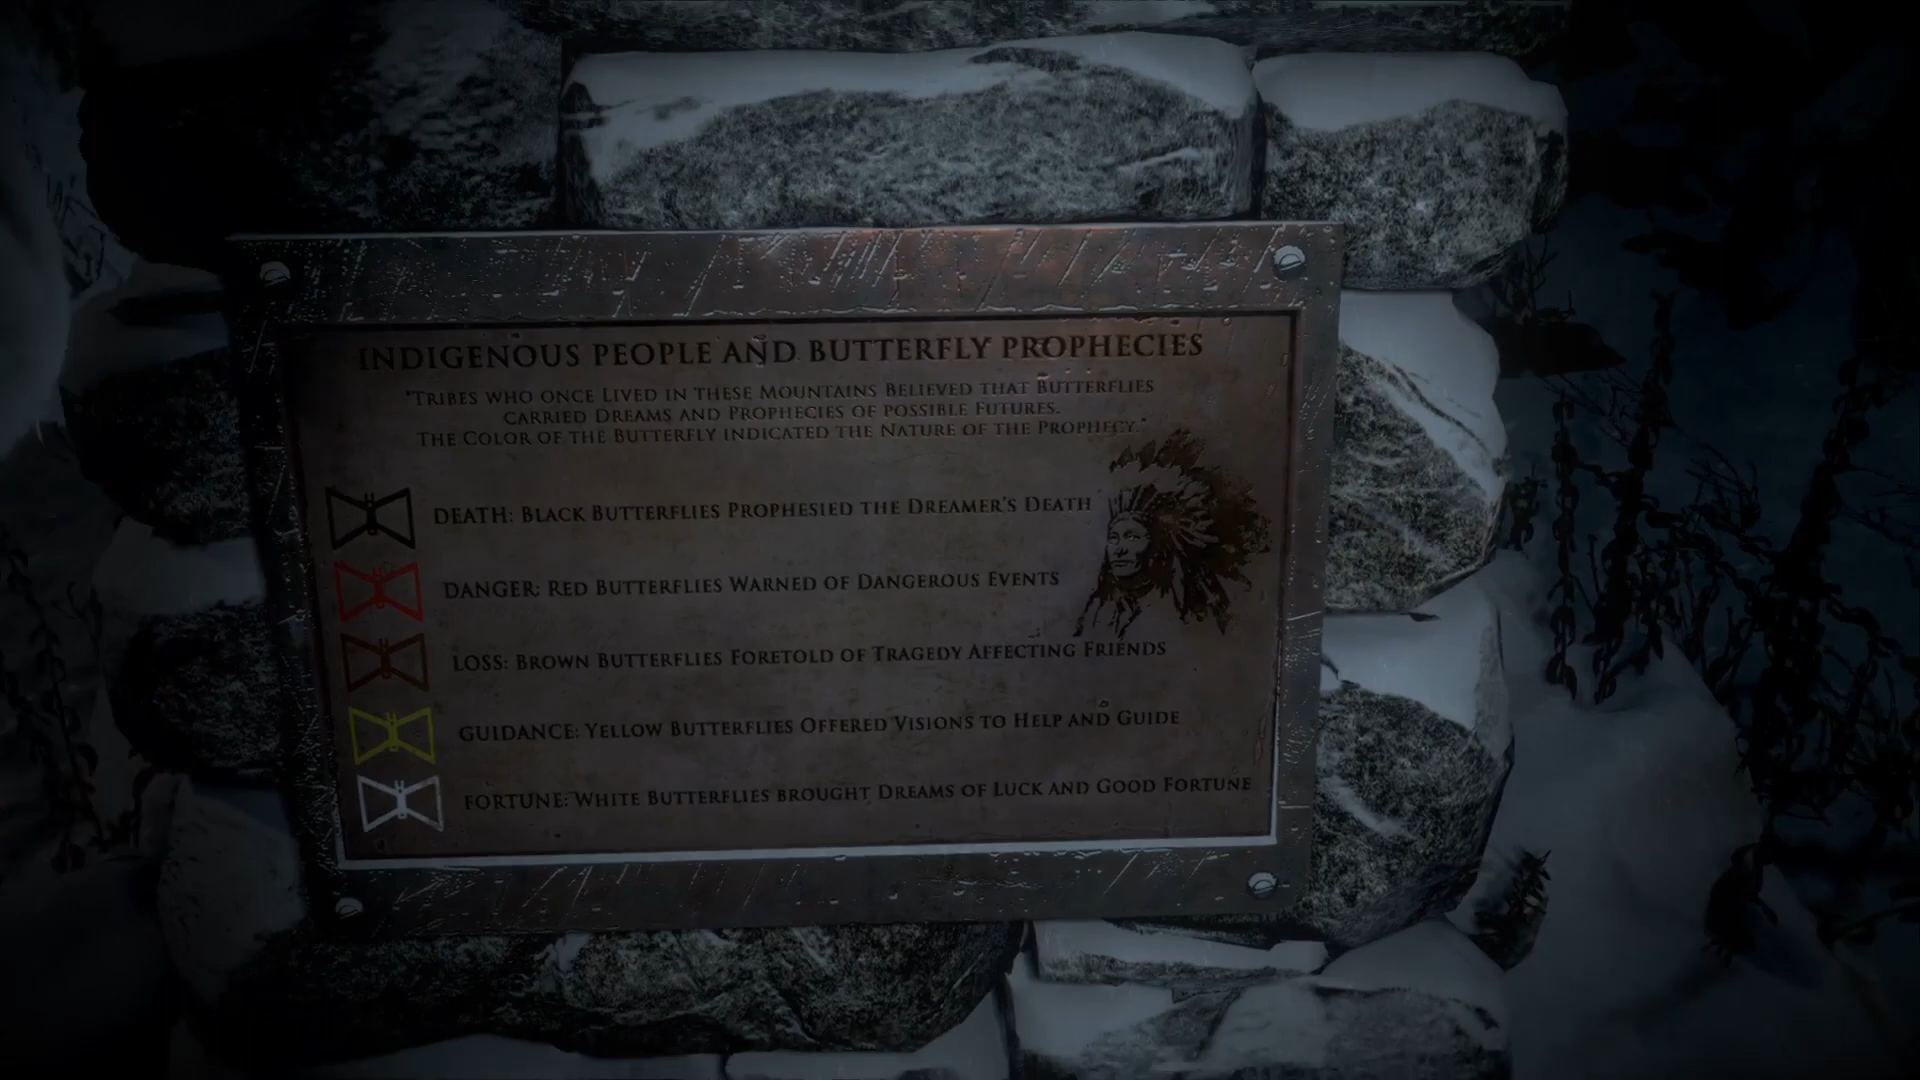 INDIGENOUS PEOPLE AND BUTTERFLY PROPHECIES
"TRIBES WHO ONCE LIVED IN THESE MOUNTAINS BELIEVED THAT BUTTERFLIES
CARRIED DREAMS AND PROPHECIES OF POSSIBLE FUTURES.
THE COLOR OF THE BUTTERFLY INDICATED THE NATURE OF THE PROPHECY."
DEATH: BLACK BUTTERFLIES PROPHESIED THE DREAMER'S DEATH
DANGER: RED BUTTERFLIES WARNED OF DANGEROUS EVENTS
LOSS: BROWN BUTTERFLIES FORETOLD OF TRAGEDY AFFECTING FRIENDS
GUIDANCE: YELLOW BUTTERFLIES OFFERED VISIONS TO HELP AND GUIDE
FORTUNE: WHITE BUTTERFLIES BROUGHT DREAMS OF LUCK AND GOOD FORTUNE